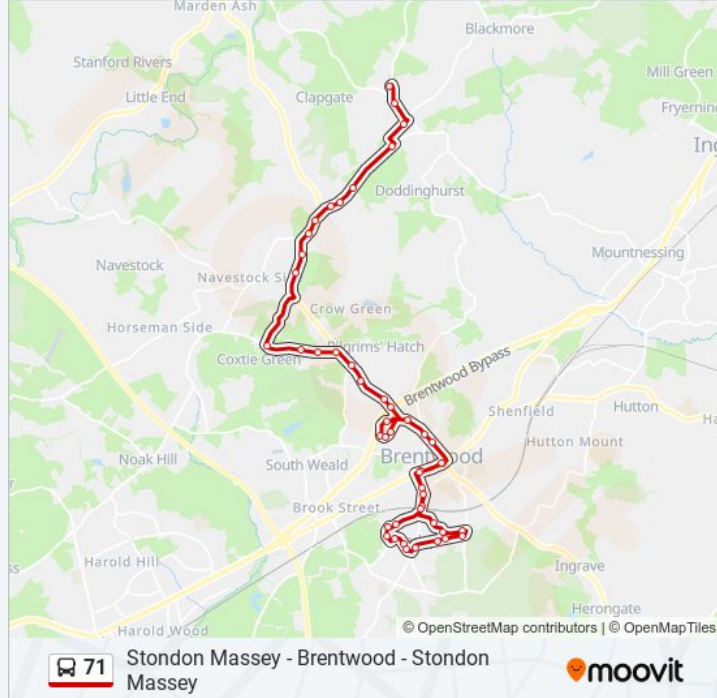 Marden Ash
Blackmore
Stanford Rivers
Mill Green
Clapgate
Little End
Fryerning
Ing
Doddinghurst
Mountnessing
Navestock
Navestock Si
Crow Green
Horseman Side
Pilgrims' Hatch
Coxtie Green
Brentwood Bypass
Shenfield
Hutton
Ha
Hutton Mount
Noak Hill
South Weald
Brentwood
Brook Street
Harold Hill
Ingrave
Herongate
Harold Wood
© OpenStreetMap contributors | © OpenMapTiles
71
Stondon Massey - Brentwood - Stondon
Massey
moovit